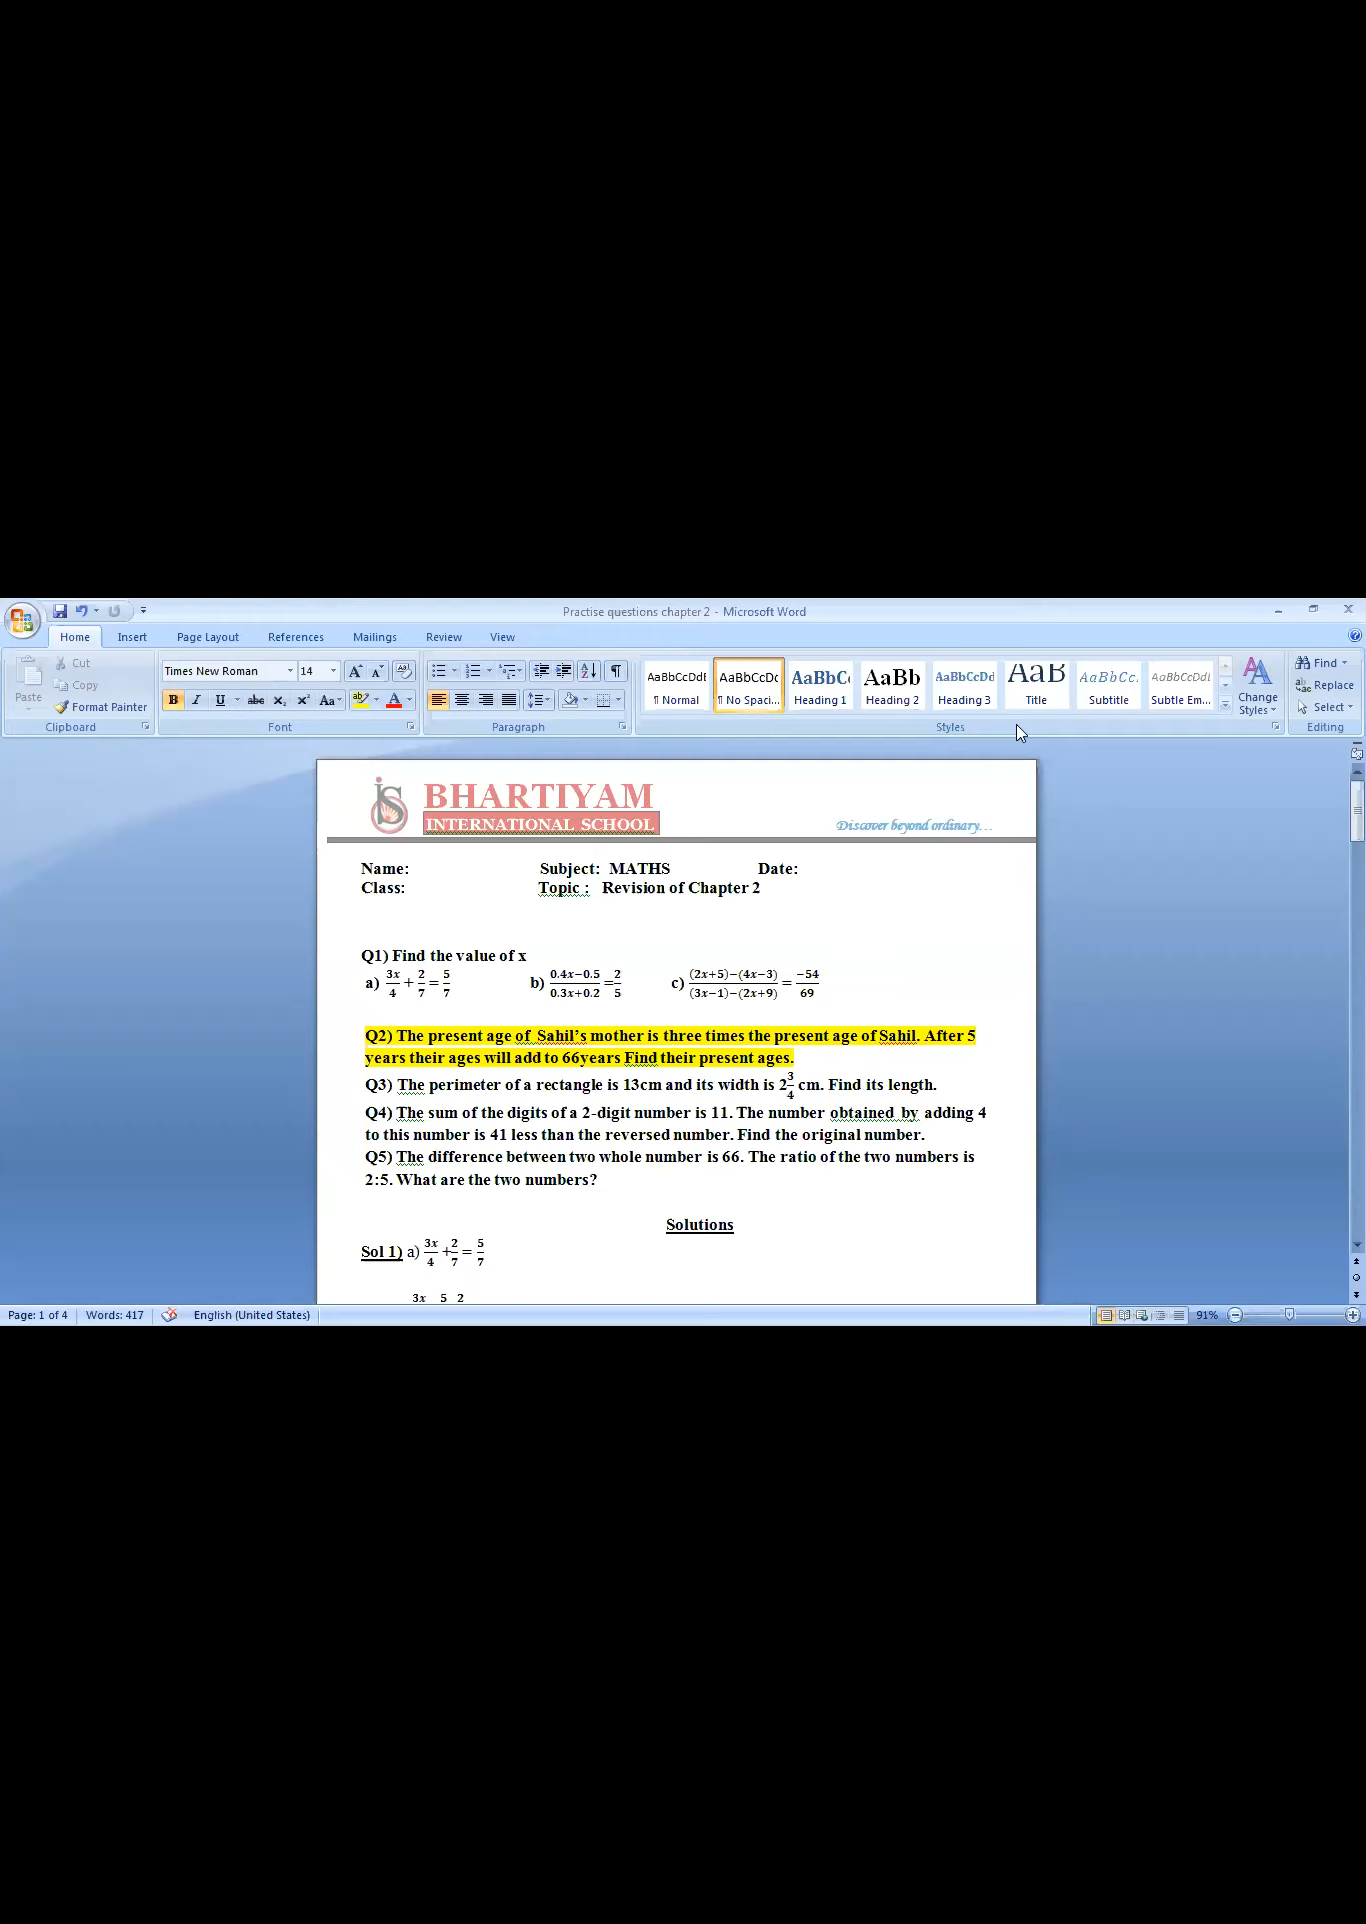 Practise questions chapter 2 - Microsoft Word
Home Insert Page Layout References Mailings Review View
Cut
Copy
Paste
Format Painter
Clipboard
Times New Roman 14
Font
Paragraph
AaBbCcDdE AaBbCcDc AaBbCc AaBb AaBbCcDd AaB AaBbCc. AaBbCcDdL
¶ Normal ¶ No Spaci... Heading 1 Heading 2 Heading 3 Title Subtitle Subtle Em...
Change Styles
Styles
Find
Replace
Select
Editing
BHARTIYAM
INTERNATIONAL SCHOOL
Discover beyond ordinary...
Name: Subject: MATHS Date:
Class: Topic : Revision of Chapter 2
Q1) Find the value of x
a) 3x/4 + 2/7 = 5/7 b) 0.4x−0.5/0.3x+0.2 = 2/5 c) (2x+5)−(4x−3)/(3x−1)−(2x+9) = −54/69
Q2) The present age of Sahil's mother is three times the present age of Sahil. After 5
years their ages will add to 66years Find their present ages.
Q3) The perimeter of a rectangle is 13cm and its width is 2 3/4 cm. Find its length.
Q4) The sum of the digits of a 2-digit number is 11. The number obtained by adding 4
to this number is 41 less than the reversed number. Find the original number.
Q5) The difference between two whole number is 66. The ratio of the two numbers is
2:5. What are the two numbers?
Solutions
Sol 1) a) 3x/4 + 2/7 = 5/7
3x 5 2
Page: 1 of 4 Words: 417 English (United States) 91%